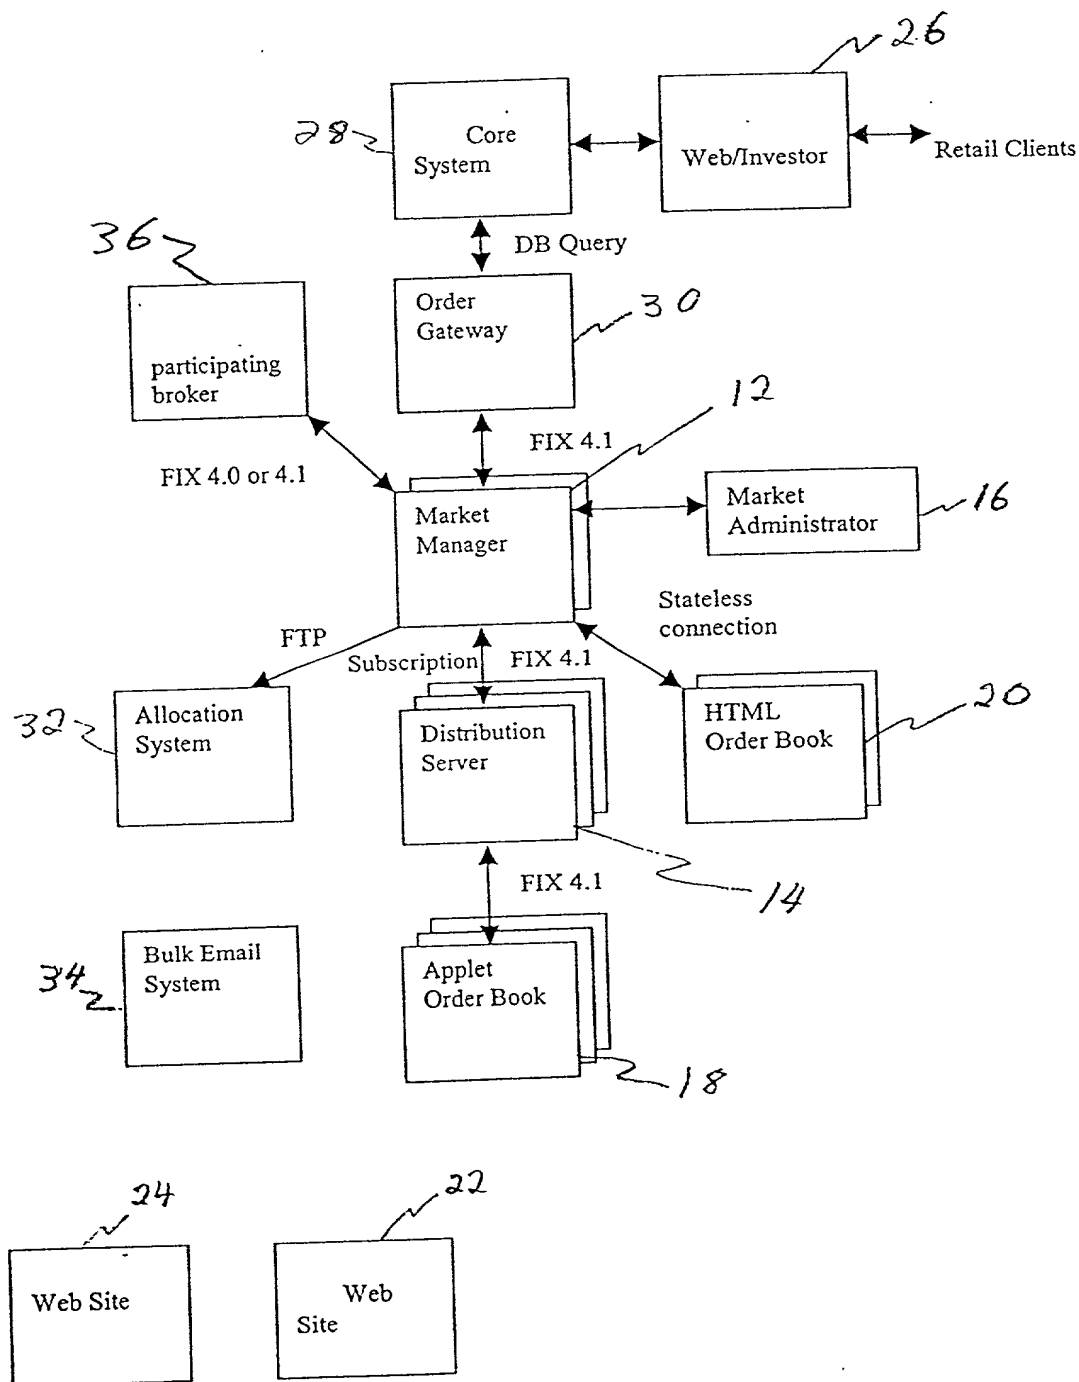 26
28
Core
System
Web/Investor
Retail Clients
36
DB Query
Order
Gateway
30
participating
broker
12
FIX 4.1
FIX 4.0 or 4.1
Market
Manager
Market
Administrator
16
Stateless
connection
FTP
Subscription
FIX 4.1
32
Allocation
System
Distribution
Server
HTML
Order Book
20
FIX 4.1
14
34
Bulk Email
System
Applet
Order Book
18
24
22
Web Site
Web
Site